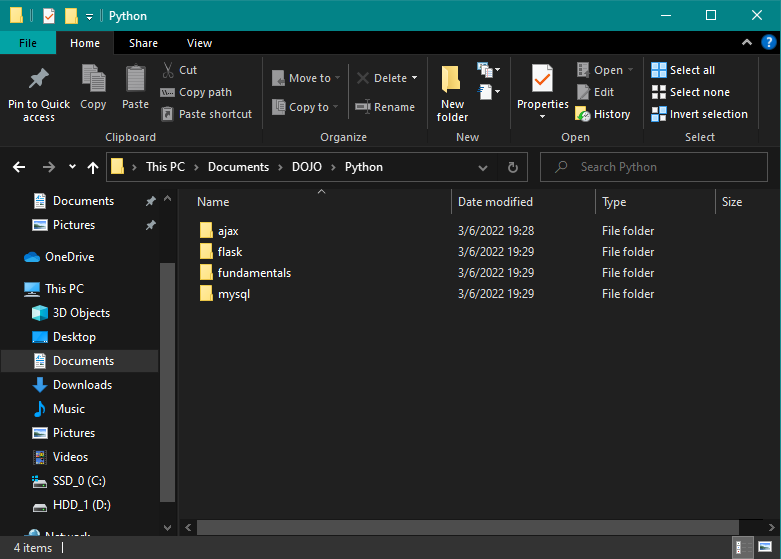 Python
File Home Share View
Pin to Quick access
Copy
Paste
Cut
Copy path
Paste shortcut
Clipboard
Move to
Copy to
Delete
Rename
Organize
New folder
New
Properties
Open
Edit
History
Open
Select all
Select none
Invert selection
Select
This PC > Documents > DOJO > Python
Search Python
Documents
Pictures
OneDrive
This PC
3D Objects
Desktop
Documents
Downloads
Music
Pictures
Videos
SSD_0 (C:)
HDD_1 (D:)
Network
Name Date modified Type Size
ajax 3/6/2022 19:28 File folder
flask 3/6/2022 19:29 File folder
fundamentals 3/6/2022 19:29 File folder
mysql 3/6/2022 19:29 File folder
4 items